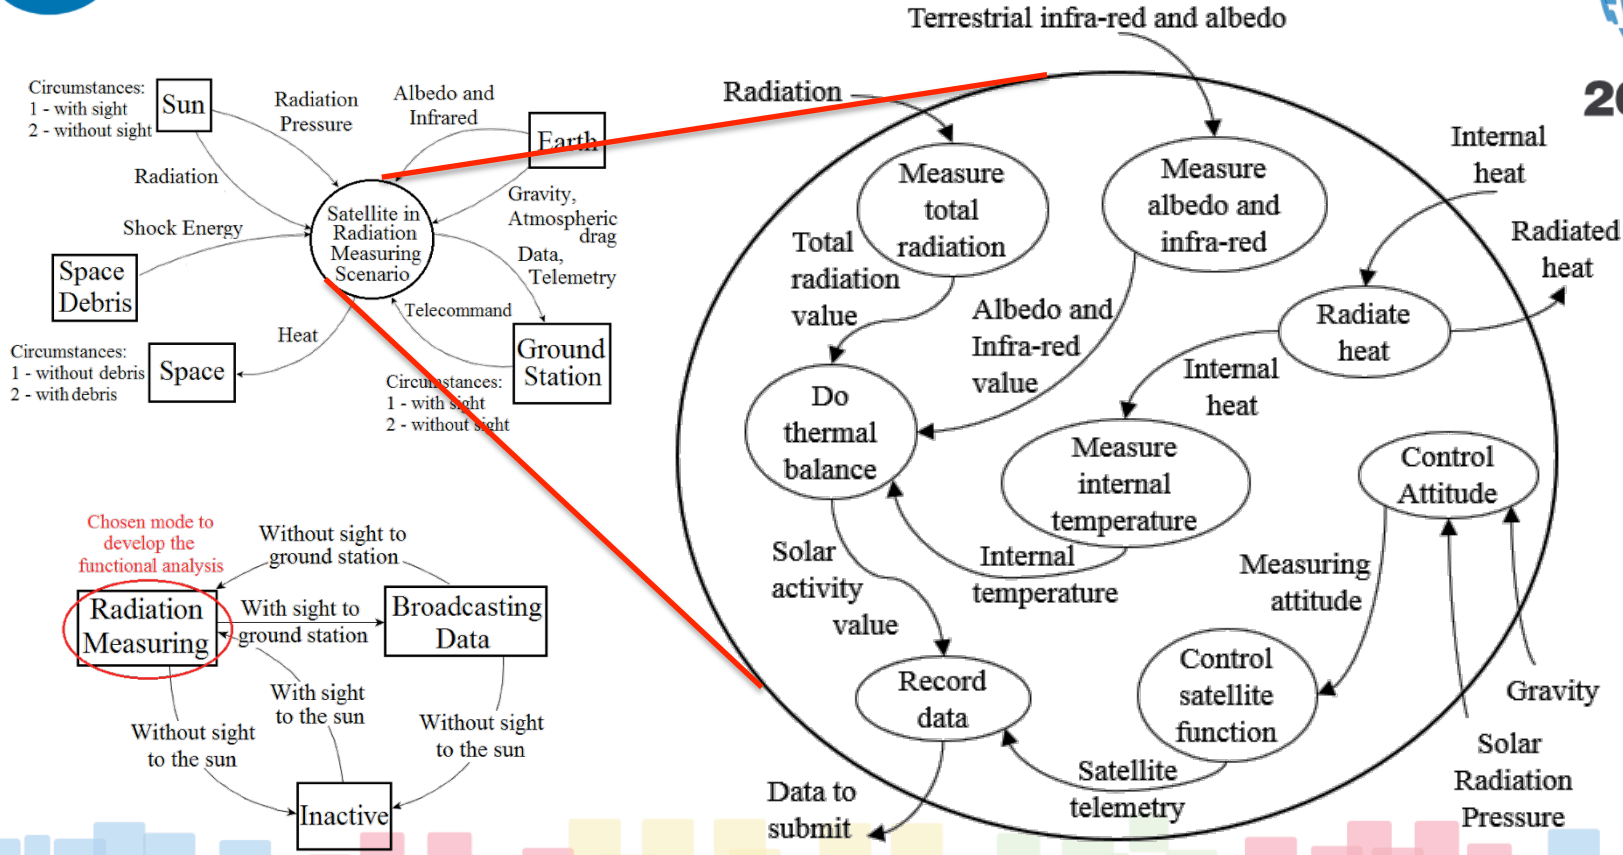 Terrestrial infra-red and albedo
Circumstances:
1 - with sight
2 - without sight
Sun
Radiation
Pressure
Albedo and
Infrared
Earth
Radiation
Shock Energy
Satellite in
Radiation
Measuring
Scenario
Gravity,
Atmospheric
drag
Data,
Telemetry
Space
Debris
Telecommand
Heat
Circumstances:
1 - without debris
2 - with debris
Space
Ground
Station
Circumstances:
1 - with sight
2 - without sight
Chosen mode to
develop the
functional analysis
Without sight to
ground station
Radiation
Measuring
With sight to
ground station
Broadcasting
Data
With sight
to the sun
Without sight
to the sun
Without sight
to the sun
Inactive
Radiation
Measure
total
radiation
Measure
albedo and
infra-red
Internal
heat
Radiated
heat
Total
radiation
value
Albedo and
Infra-red
value
Radiate
heat
Internal
heat
Do
thermal
balance
Measure
internal
temperature
Control
Attitude
Solar
activity
value
Internal
temperature
Measuring
attitude
Record
data
Control
satellite
function
Gravity
Solar
Radiation
Pressure
Satellite
telemetry
Data to
submit